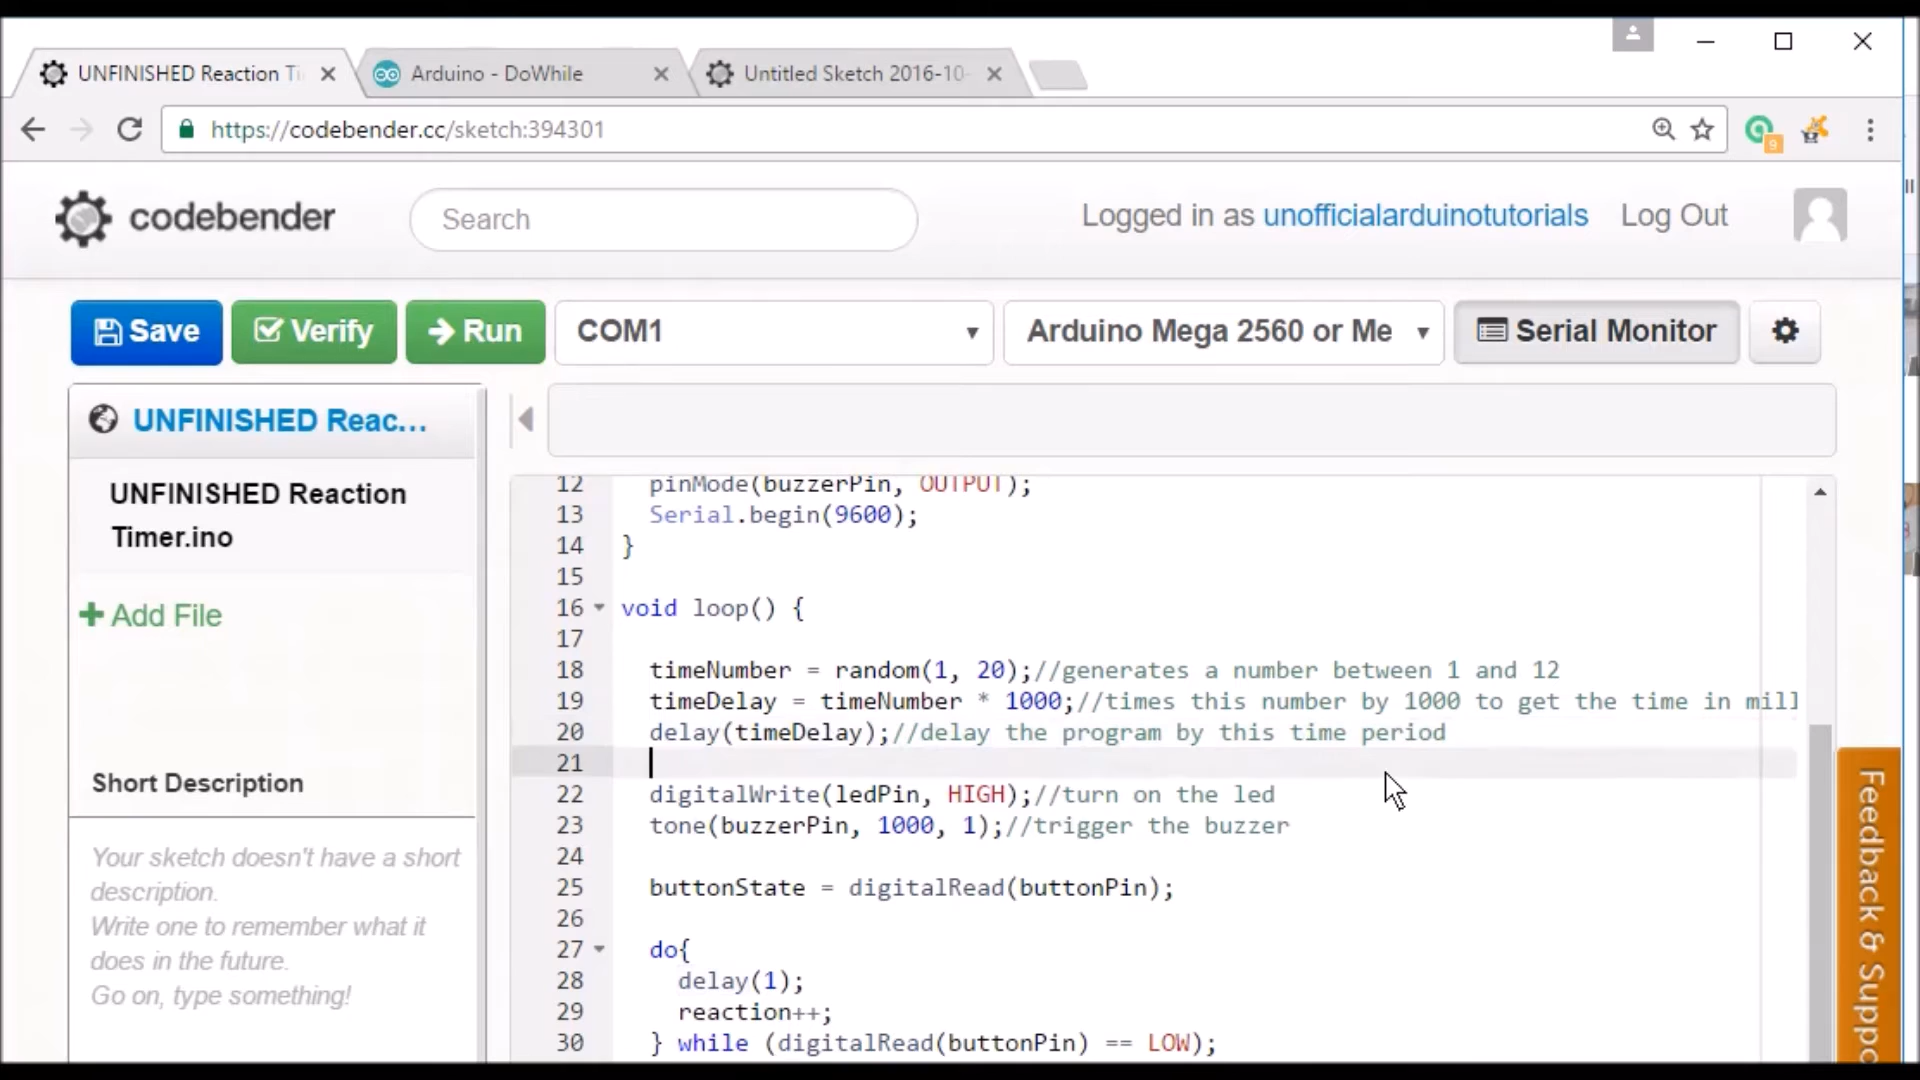 UNFINISHED Reaction Ti
Arduino - DoWhile
Untitled Sketch 2016-10-
https://codebender.cc/sketch:394301
9
codebender
Search
Logged in as unofficialarduinotutorials
Log Out
Save
Verify
Run
COM1
Arduino Mega 2560 or Me
Serial Monitor
UNFINISHED Reac...
UNFINISHED Reaction
Timer.ino
Add File
Short Description
Your sketch doesn't have a short
description.
Write one to remember what it
does in the future.
Go on, type something!
12 pinMode(buzzerPin, OUTPUT);
13 Serial.begin(9600);
14 }
15
16 void loop() {
17
18 timeNumber = random(1, 20);//generates a number between 1 and 12
19 timeDelay = timeNumber * 1000;//times this number by 1000 to get the time in mill
20 delay(timeDelay);//delay the program by this time period
21
22 digitalWrite(ledPin, HIGH);//turn on the led
23 tone(buzzerPin, 1000, 1);//trigger the buzzer
24
25 buttonState = digitalRead(buttonPin);
26
27 do{
28 delay(1);
29 reaction++;
30 } while (digitalRead(buttonPin) == LOW);
Feedback & Suppo